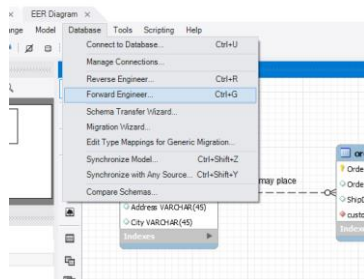 EER Diagram ×
nge Model Database Tools Scripting Help
Connect to Database... Ctrl+U
Manage Connections...
Reverse Engineer... Ctrl+R
Forward Engineer... Ctrl+G
Schema Transfer Wizard...
Migration Wizard...
Edit Type Mappings for Generic Migration...
Synchronize Model... Ctrl+Shift+Z
Synchronize with Any Source... Ctrl+Shift+Y
Compare Schemas...
may place
or
Orde
Orde
ShipD
custo
Index
Address VARCHAR(45)
City VARCHAR(45)
Indexes